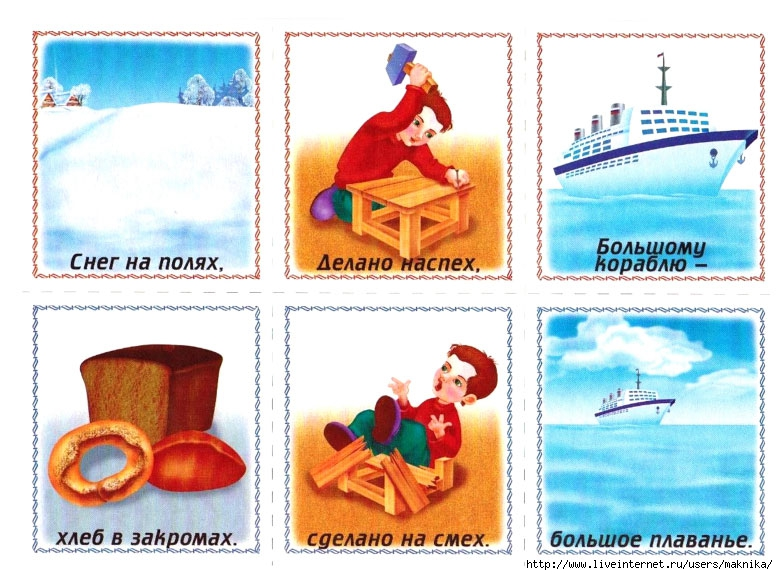 Снег на полях,
Делано наспех,
Большому
кораблю –
хлеб в закромах.
сделано на смех.
большое плаванье.
http://www.liveinternet.ru/users/maknika/